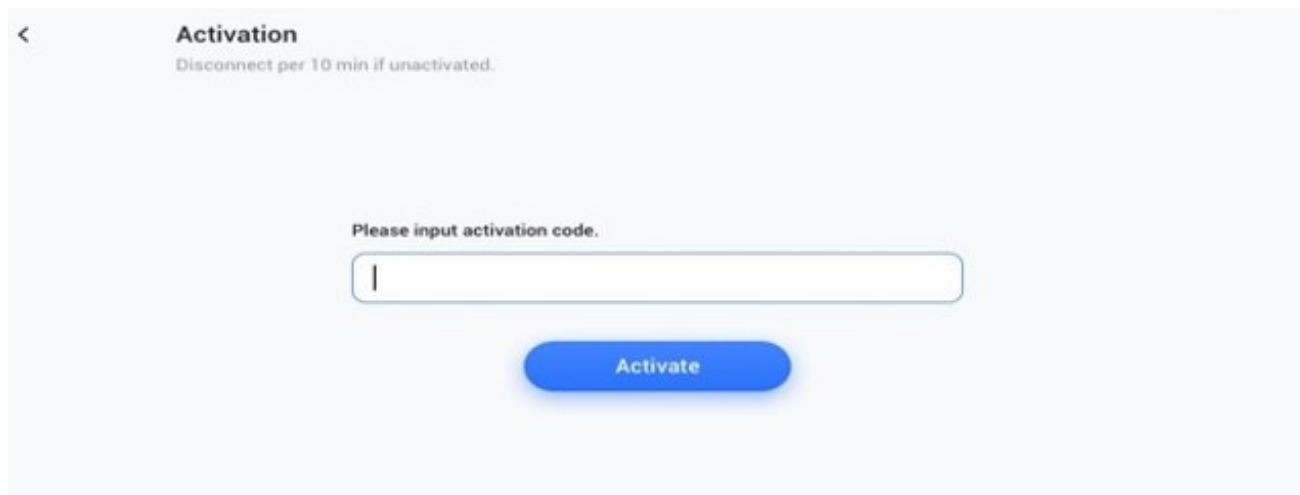 Activation
Disconnect per 10 min if unactivated.
Please input activation code.
Activate